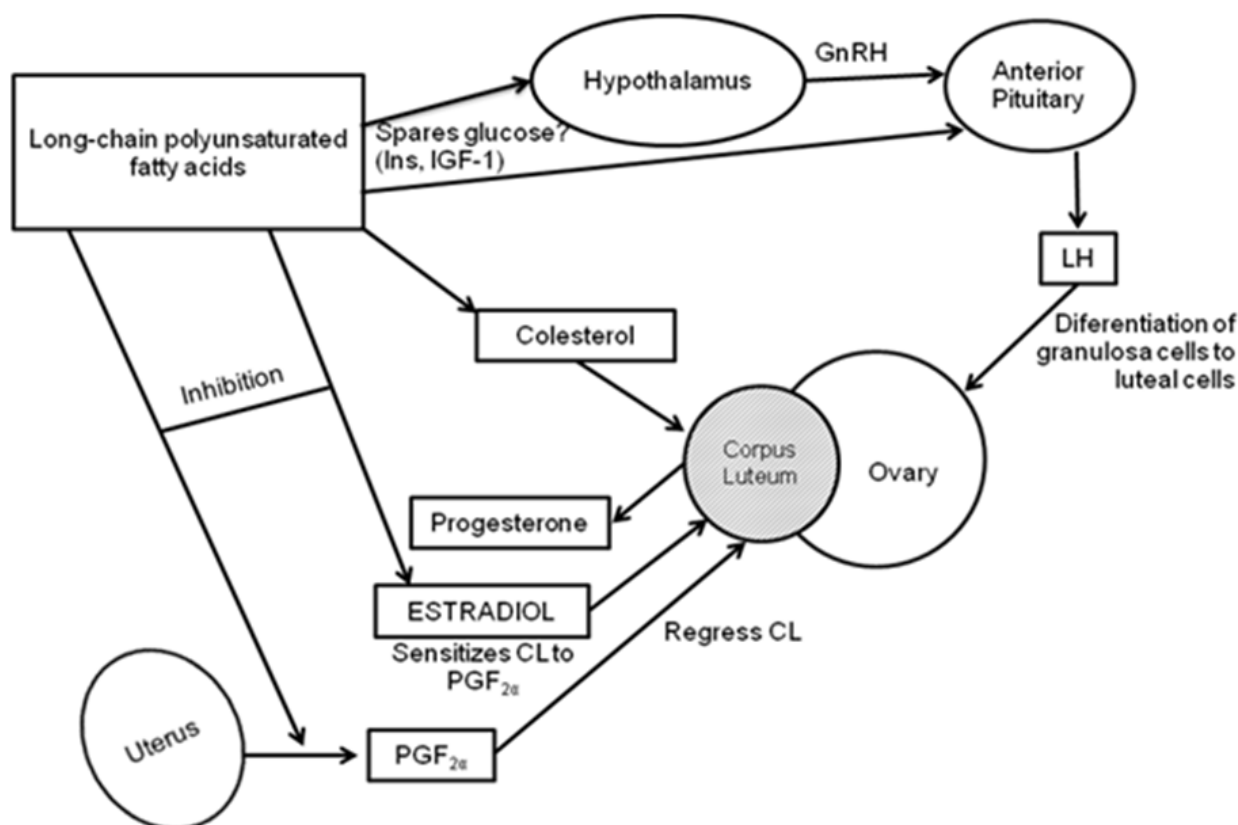 GnRH
Hypothalamus
Anterior
Pituitary
Long-chain polyunsaturated
fatty acids
Spares glucose?
(Ins, IGF-1)
LH
Diferentiation of
granulosa cells to
luteal cells
Colesterol
Inhibition
Corpus
Luteum
Ovary
Progesterone
ESTRADIOL
Sensitizes CL to
PGF2α
Regress CL
Uterus
PGF2α